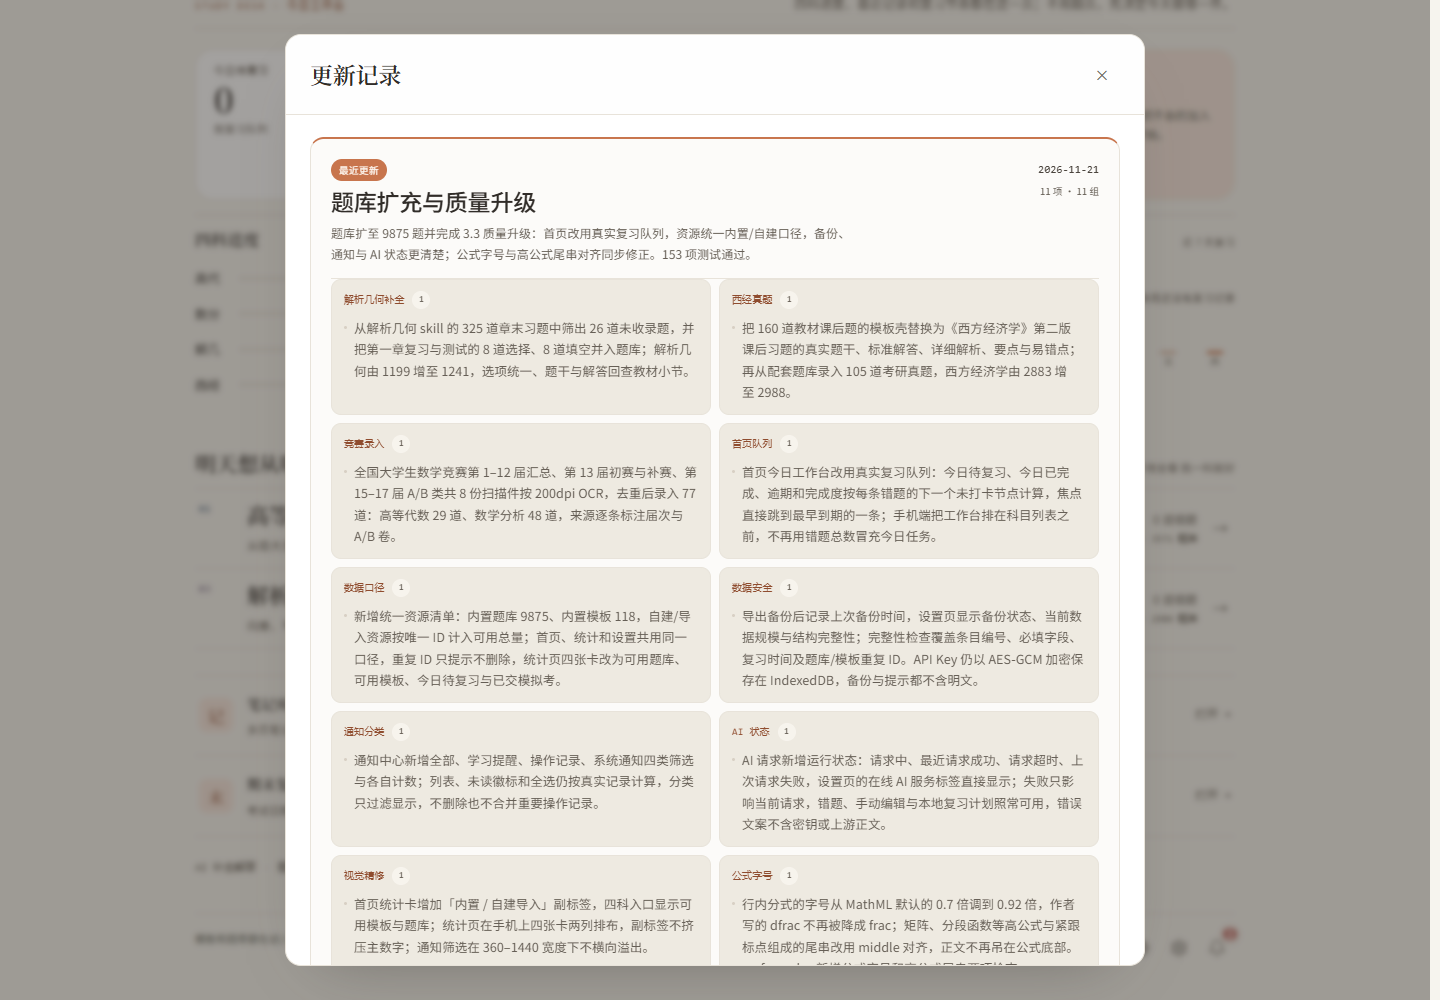 更新记录
最近更新
2026-11-21
题库扩充与质量升级
11 项 · 11 组
题库扩至 9875 题并完成 3.3 质量升级：首页改用真实复习队列，资源统一内置/自建口径，备份、
通知与 AI 状态更清楚；公式字号与高公式尾串对齐同步修正。153 项测试通过。
解析几何补全 1
从解析几何 skill 的 325 道章末习题中筛出 26 道未收录题，并
把第一章复习与测试的 8 道选择、8 道填空并入题库；解析几
何由 1199 增至 1241，选项统一、题干与解答回查教材小节。
西经真题 1
把 160 道教材课后题的模板壳替换为《西方经济学》第二版
课后习题的真实题干、标准解答、详细解析、要点与易错点；
再从配套题库录入 105 道考研真题，西方经济学由 2883 增
至 2988。
竞赛录入 1
全国大学生数学竞赛第 1–12 届汇总、第 13 届初赛与补赛、第
15–17 届 A/B 类共 8 份扫描件按 200dpi OCR，去重后录入 77
道：高等代数 29 道、数学分析 48 道，来源逐条标注届次与
A/B 卷。
首页队列 1
首页今日工作台改用真实复习队列：今日待复习、今日已完
成、逾期和完成度按每条错题的下一个未打卡节点计算，焦点
直接跳到最早到期的一条；手机端把工作台排在科目列表之
前，不再用错题总数冒充今日任务。
数据口径 1
新增统一资源清单：内置题库 9875、内置模板 118，自建/导
入资源按唯一 ID 计入可用总量；首页、统计和设置共用同一
口径，重复 ID 只提示不删除，统计页四张卡改为可用题库、
可用模板、今日待复习与已交模拟考。
数据安全 1
导出备份后记录上次备份时间，设置页显示备份状态、当前数
据规模与结构完整性；完整性检查覆盖条目编号、必填字段、
复习时间及题库/模板重复 ID。API Key 仍以 AES-GCM 加密保
存在 IndexedDB，备份与提示都不含明文。
通知分类 1
通知中心新增全部、学习提醒、操作记录、系统通知四类筛选
与各自计数；列表、未读徽标和全选仍按真实记录计算，分类
只过滤显示，不删除也不合并重要操作记录。
AI 状态 1
AI 请求新增运行状态：请求中、最近请求成功、请求超时、上
次请求失败，设置页的在线 AI 服务标签直接显示；失败只影
响当前请求，错题、手动编辑与本地复习计划照常可用，错误
文案不含密钥或上游正文。
视觉精修 1
首页统计卡增加「内置 / 自建导入」副标签，四科入口显示可
用模板与题库；统计页在手机上四张卡两列排布，副标签不挤
压主数字；通知筛选在 360–1440 宽度下不横向溢出。
公式字号 1
行内分式的字号从 MathML 默认的 0.7 倍调到 0.92 倍，作者
写的 dfrac 不再被降成 frac；矩阵、分段函数等高公式与紧跟
标点组成的尾串改用 middle 对齐，正文不再吊在公式底部。